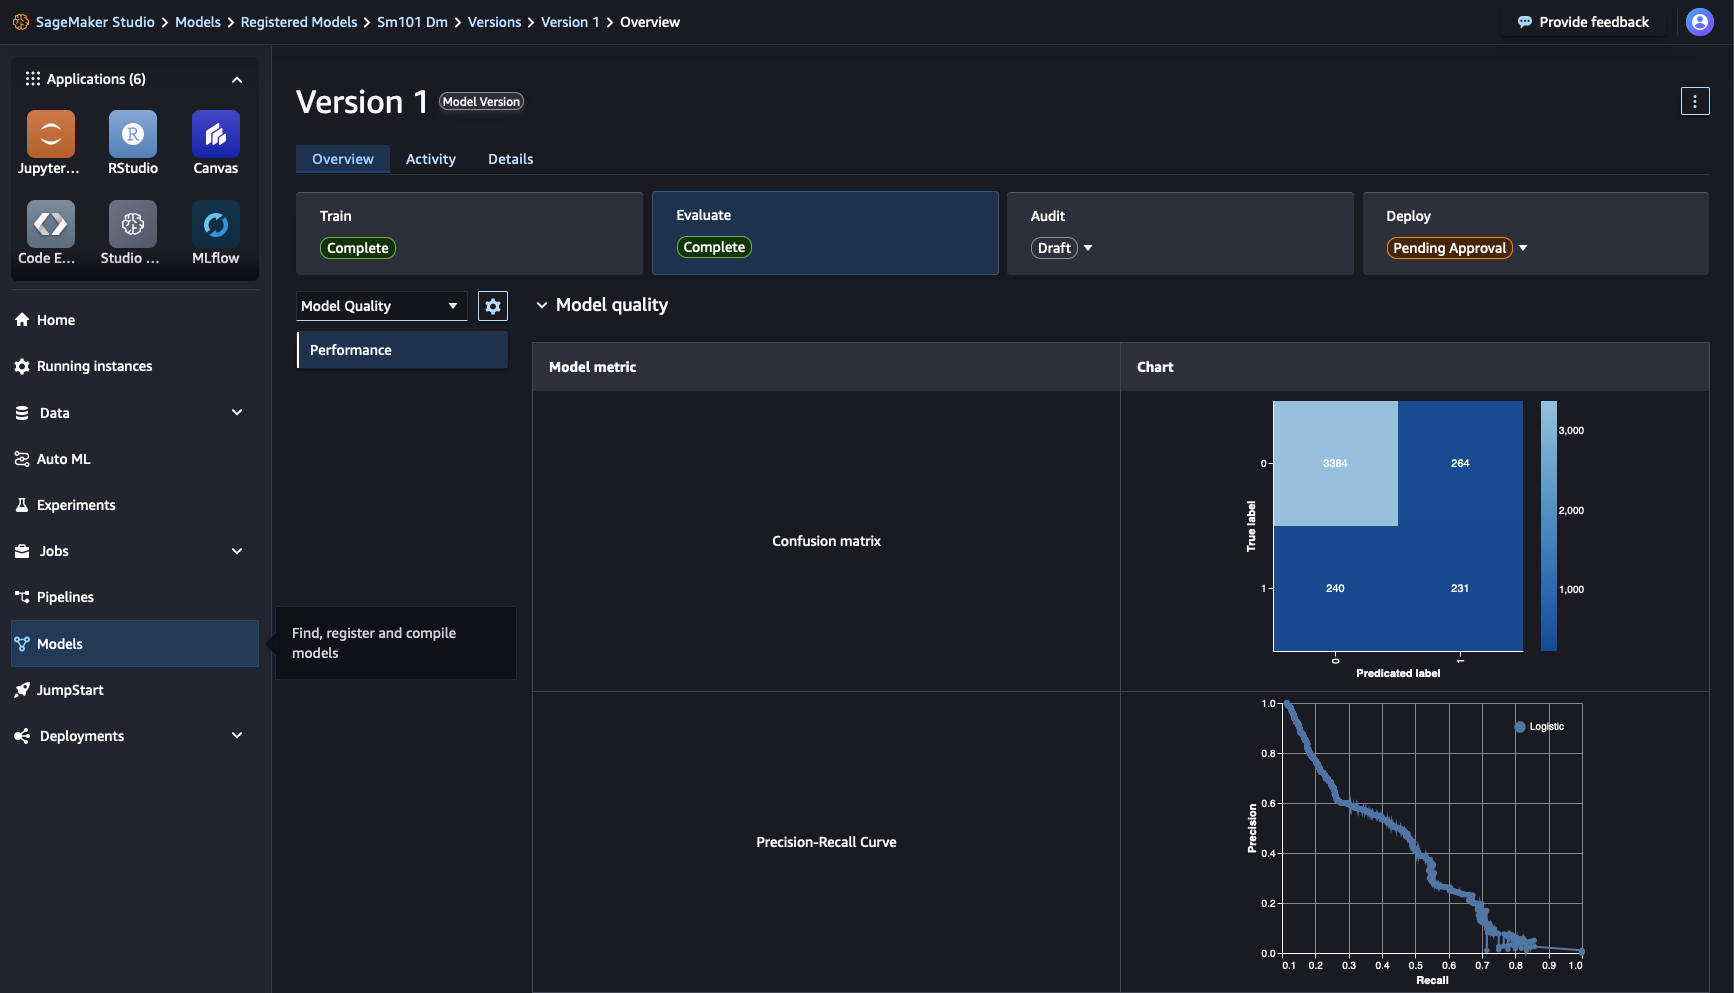 SageMaker Studio > Models > Registered Models > Sm101 Dm > Versions > Version 1 > Overview
Provide feedback
Applications (6)
Jupyter...
RStudio
Canvas
Code E...
Studio ...
MLflow
Home
Running instances
Data
Auto ML
Experiments
Jobs
Pipelines
Models
JumpStart
Deployments
Find, register and compile
models
Version 1
Model Version
Overview
Activity
Details
Train
Complete
Evaluate
Complete
Audit
Draft
Deploy
Pending Approval
Model Quality
Performance
Model quality
Model metric
Chart
Confusion matrix
True label
0
1
3384
264
240
231
0
1
Predicated label
3,000
2,000
1,000
Precision-Recall Curve
Precision
1.0
0.8
0.6
0.4
0.2
0.0
Logistic
0.1 0.2 0.3 0.4 0.5 0.6 0.7 0.8 0.9 1.0
Recall